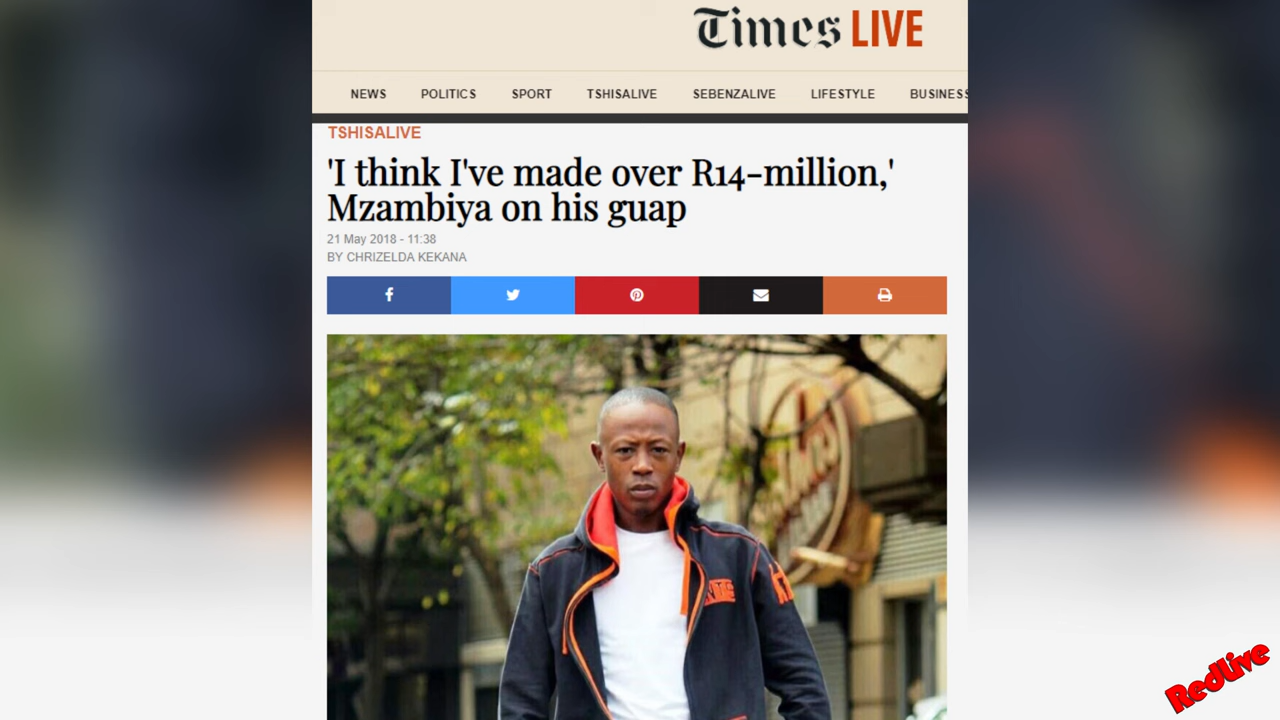 Times LIVE
NEWS POLITICS SPORT TSHISALIVE SEBENZALIVE LIFESTYLE BUSINESS
TSHISALIVE
'I think I've made over R14-million,'
Mzambiya on his guap
21 May 2018 - 11:38
BY CHRIZELDA KEKANA
RedLive